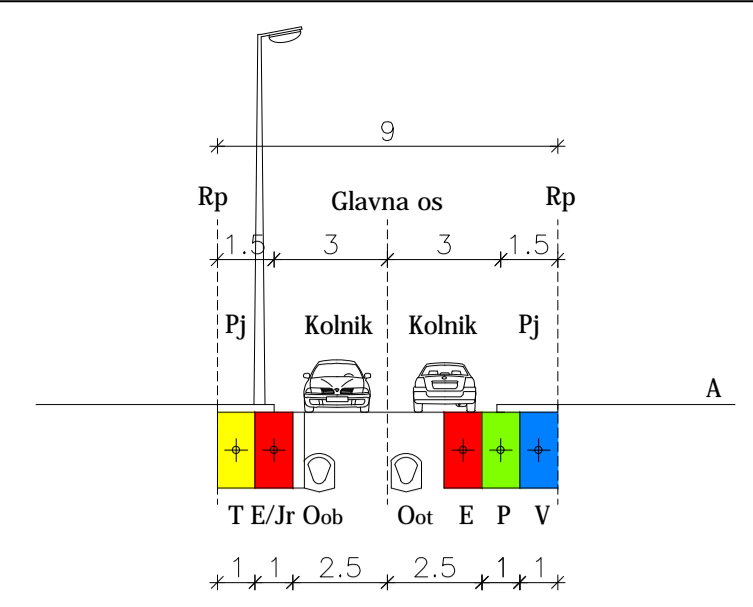 9
Rp Glavna os Rp
1.5 3 3 1.5
Pj Kolnik Kolnik Pj
A
T E/Jr Oob Oot E P V
1 1 2.5 2.5 1 1